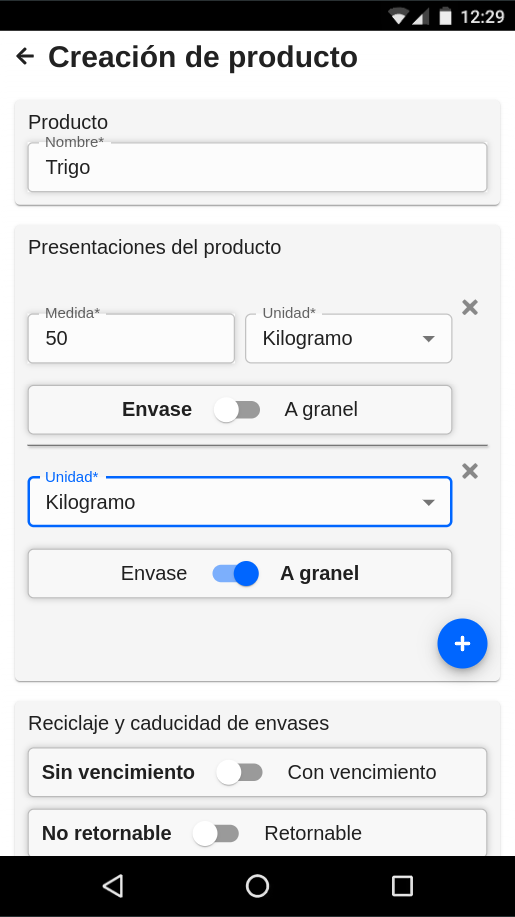 12:29
Creación de producto
Producto
Nombre*
Trigo
Presentaciones del producto
Medida* Unidad*
50 Kilogramo
Envase A granel
Unidad*
Kilogramo
Envase A granel
+
Reciclaje y caducidad de envases
Sin vencimiento Con vencimiento
No retornable Retornable